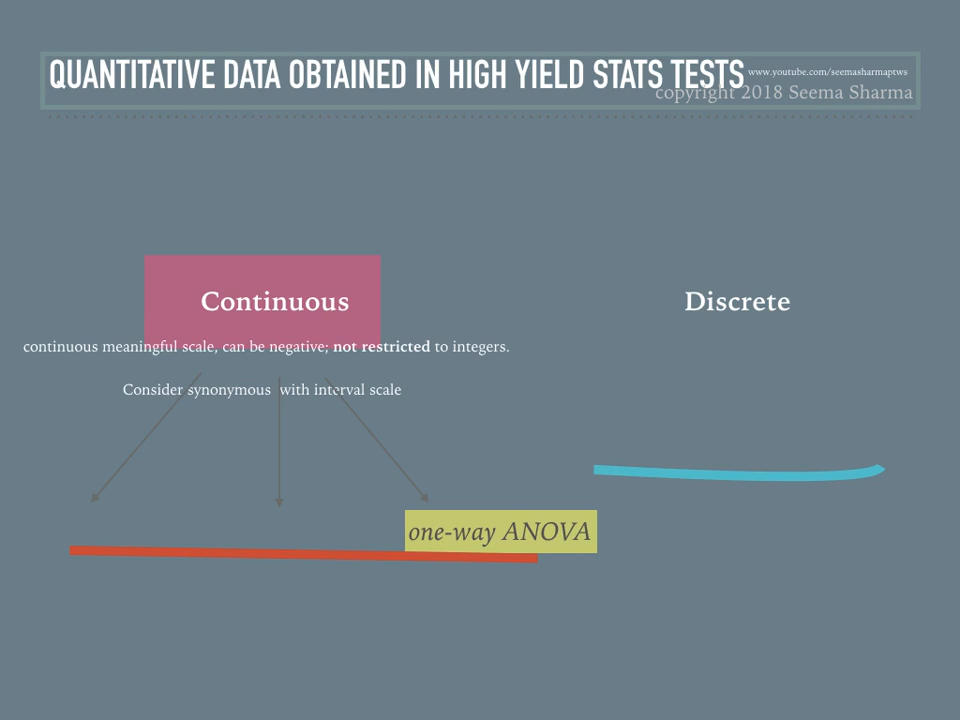 QUANTITATIVE DATA OBTAINED IN HIGH YIELD STATS TESTS
www.youtube.com/seemasharmaptws
copyright 2018 Seema Sharma
Continuous
Discrete
continuous meaningful scale, can be negative; not restricted to integers.
Consider synonymous with interval scale
one-way ANOVA